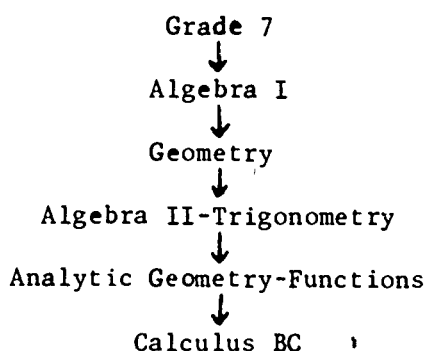 Grade 7
Algebra I
Geometry
Algebra II-Trigonometry
Analytic Geometry-Functions
Calculus BC